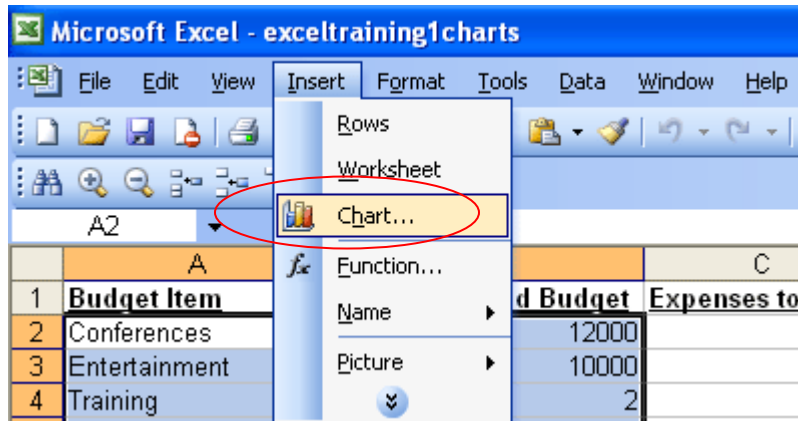 Microsoft Excel - exceltraining1charts
File Edit View Insert Format Tools Data Window Help
Rows
Worksheet
Chart...
Function...
Name
Picture
A2
A C
1 Budget Item d Budget Expenses to
2 Conferences 12000
3 Entertainment 10000
4 Training 2